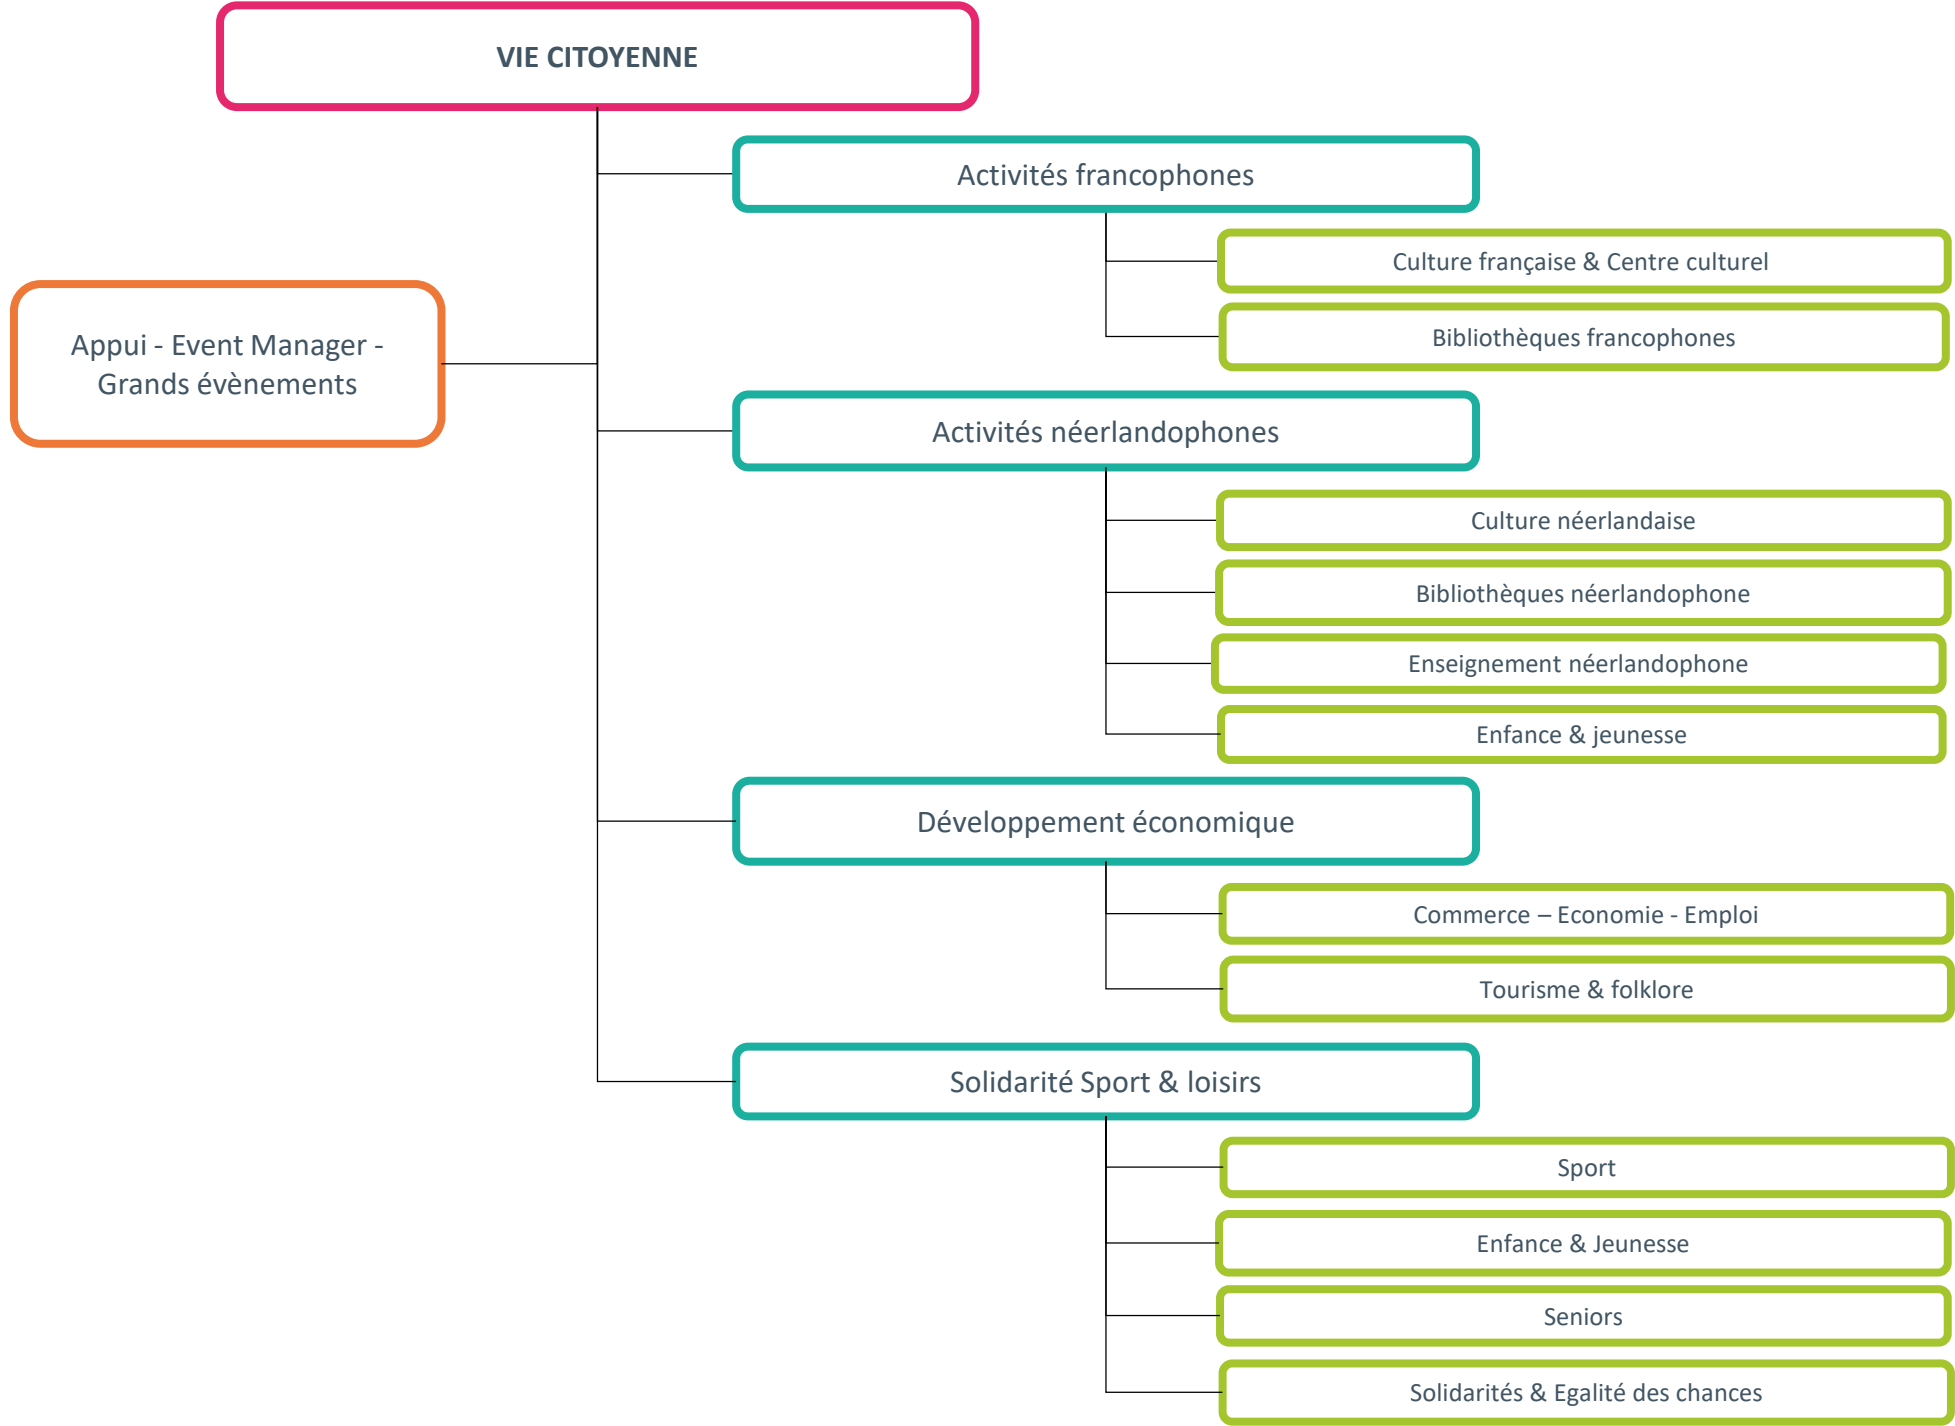 VIE CITOYENNE
Activités francophones
Culture française & Centre culturel
Appui - Event Manager -
Grands évènements
Bibliothèques francophones
Activités néerlandophones
Culture néerlandaise
Bibliothèques néerlandophone
Enseignement néerlandophone
Enfance & jeunesse
Développement économique
Commerce – Economie - Emploi
Tourisme & folklore
Solidarité Sport & loisirs
Sport
Enfance & Jeunesse
Seniors
Solidarités & Egalité des chances